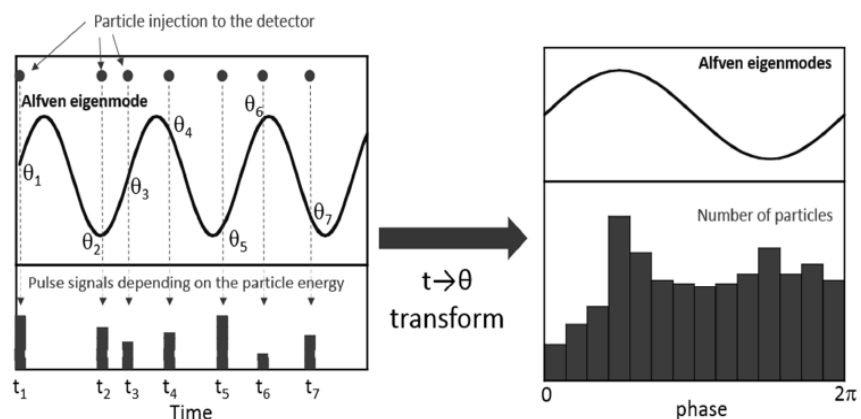 Particle injection to the detector
Alfven eigenmode
θ1
θ2
θ3
θ4
θ5
θ6
θ7
Pulse signals depending on the particle energy
t1 t2 t3 t4 t5 t6 t7
Time
t→θ
transform
Alfven eigenmodes
Number of particles
0 2π
phase